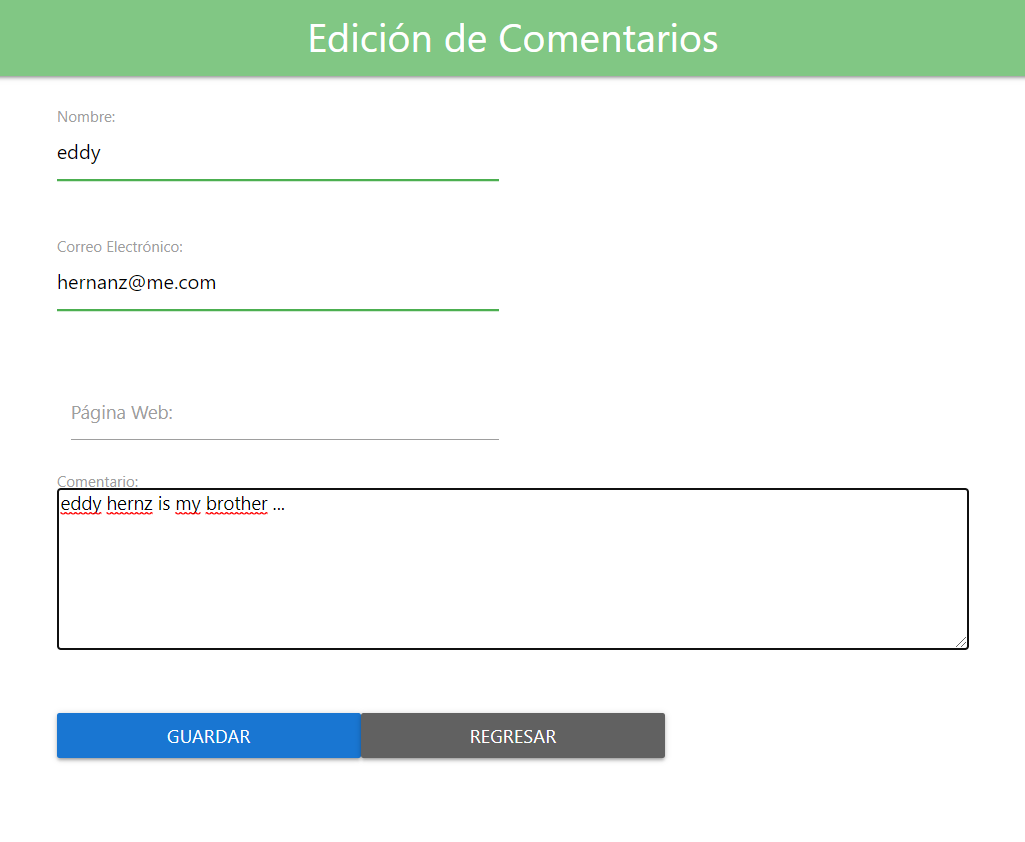 Edición de Comentarios
Nombre:
eddy
Correo Electrónico:
hernanz@me.com
Página Web:
Comentario:
eddy hernz is my brother ...
GUARDAR
REGRESAR